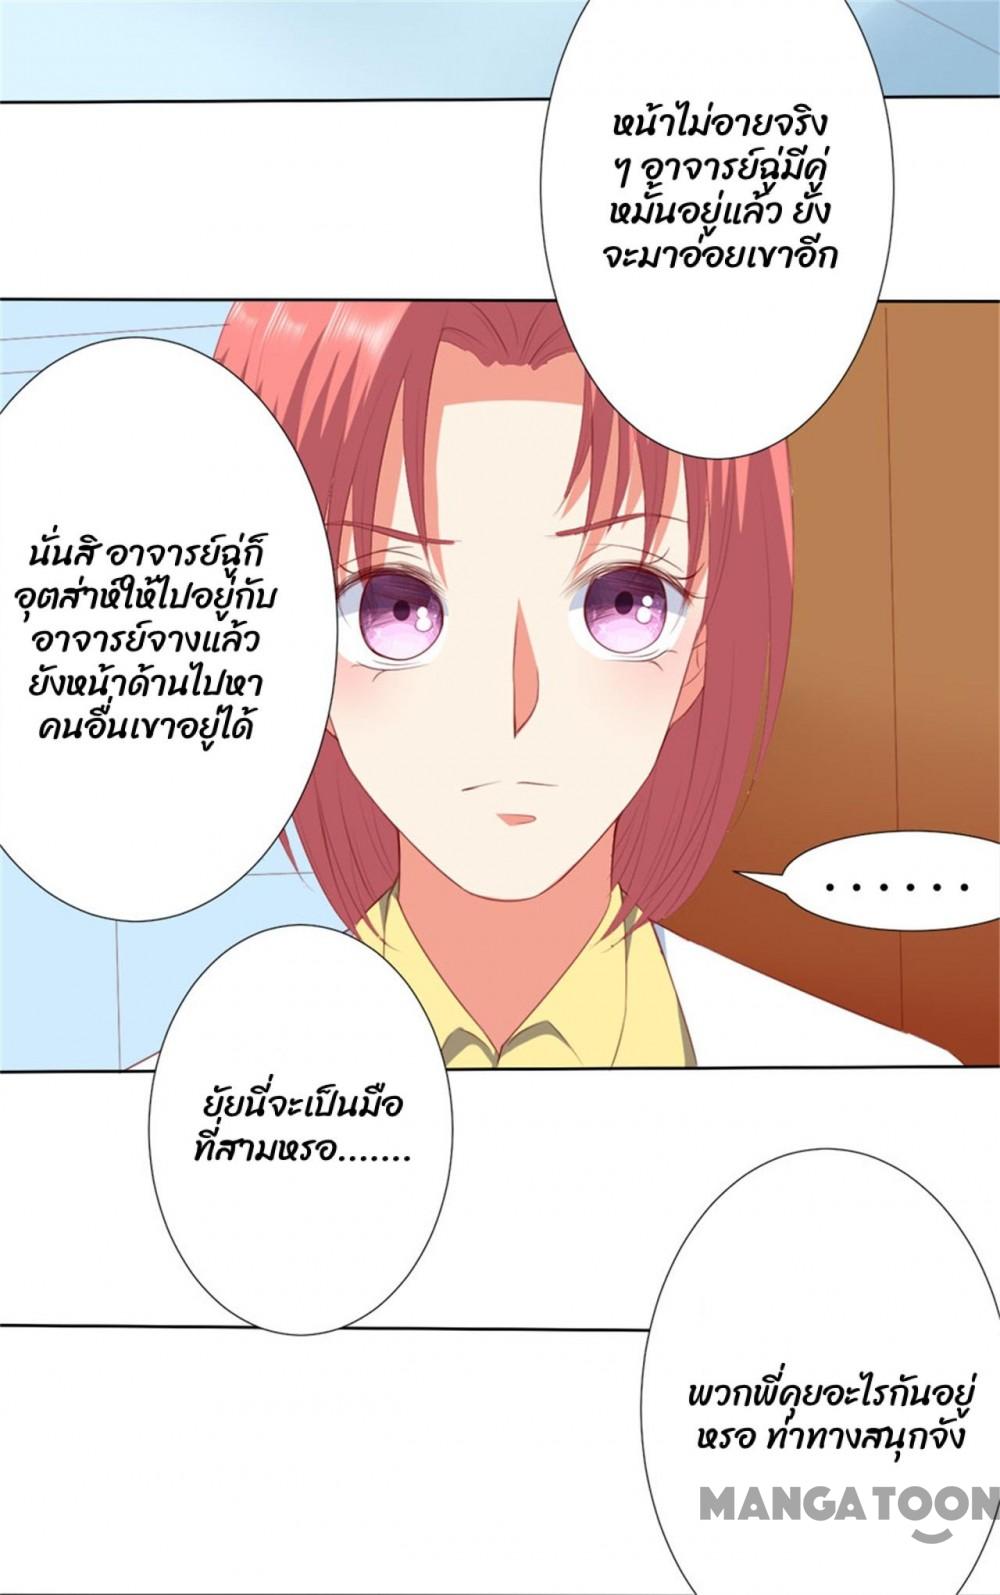 หน้าไม่อายจริง
ๆ อาจารย์ฉู่มีคู่
หมั้นอยู่แล้ว ยัง
จะมาอ่อยเขาอีก
นั่นสิ อาจารย์ฉู่ก็
อุตส่าห์ให้ไปอยู่กับ
อาจารย์จางแล้ว
ยังหน้าด้านไปหา
คนอื่นเขาอยู่ได้
......
ยัยนี่จะเป็นมือ
ที่สามหรอ.......
พวกพี่คุยอะไรกันอยู่
หรอ ท่าทางสนุกจัง
MANGATOON